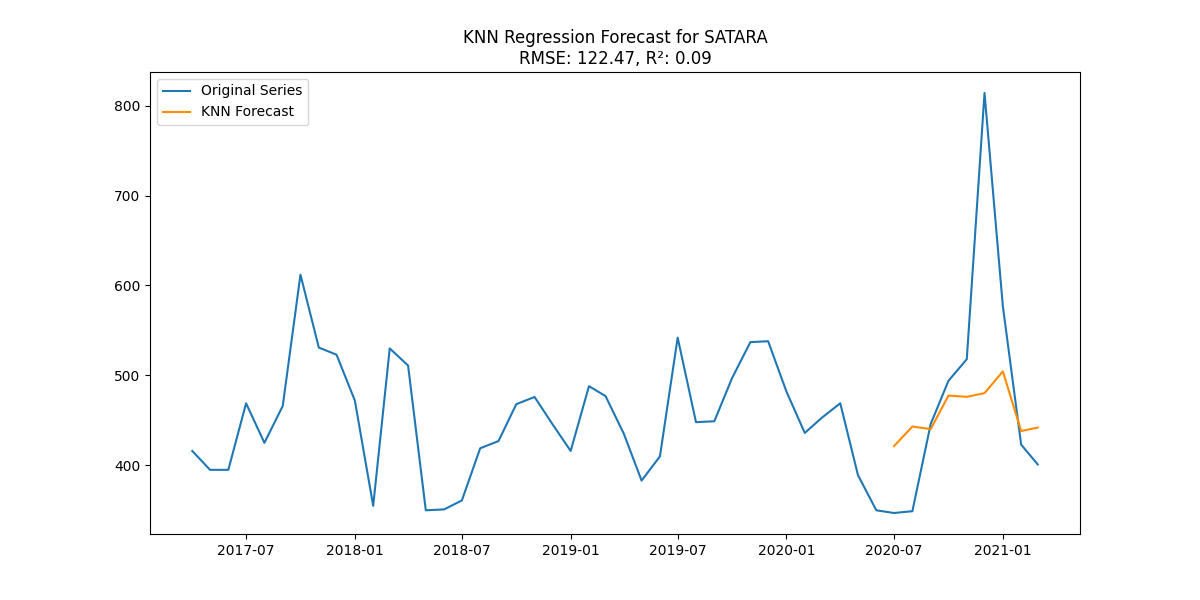 KNN Regression Forecast for SATARA
RMSE: 122.47, R²: 0.09
Original Series
KNN Forecast
800
700
600
500
400
2017-07 2018-01 2018-07 2019-01 2019-07 2020-01 2020-07 2021-01